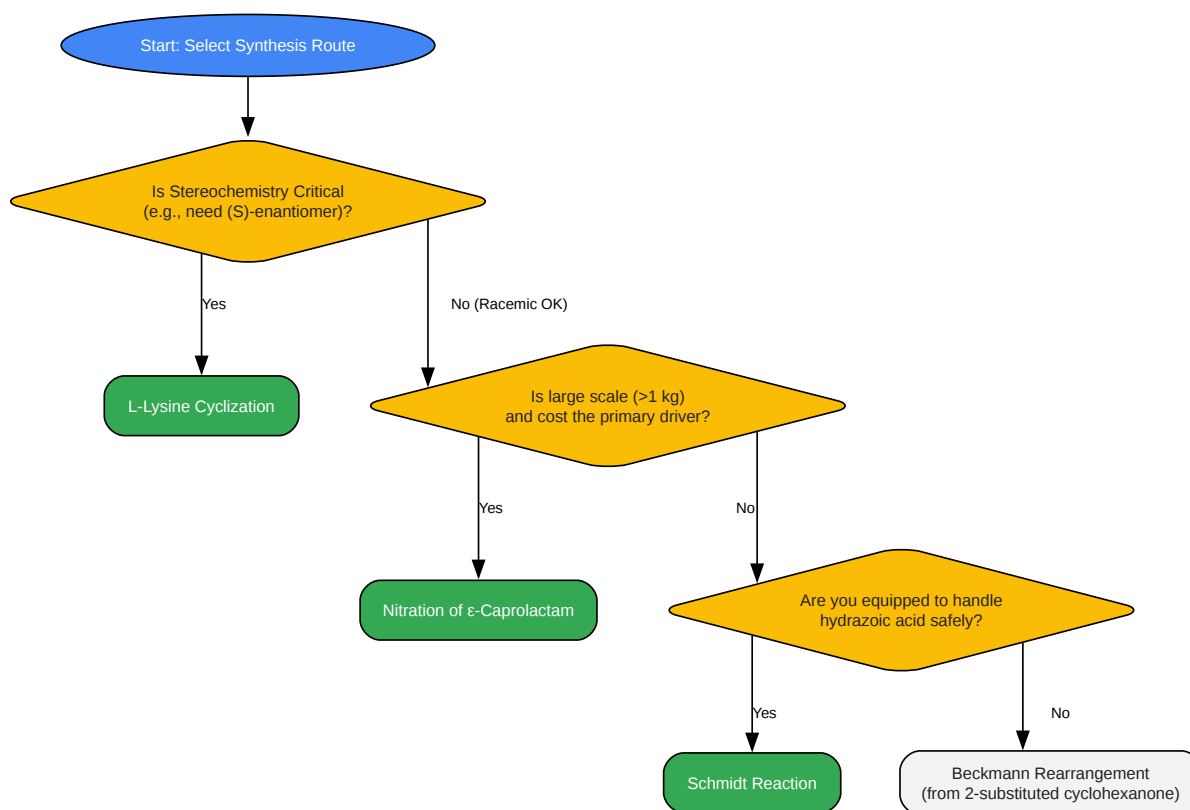 Start: Select Synthesis Route
Is Stereochemistry Critical
(e.g., need (S)-enantiomer)?
Yes
No (Racemic OK)
L-Lysine Cyclization
Is large scale (>1 kg)
and cost the primary driver?
Yes
No
Nitration of ε-Caprolactam
Are you equipped to handle
hydrazoic acid safely?
Yes
No
Schmidt Reaction
Beckmann Rearrangement
(from 2-substituted cyclohexanone)